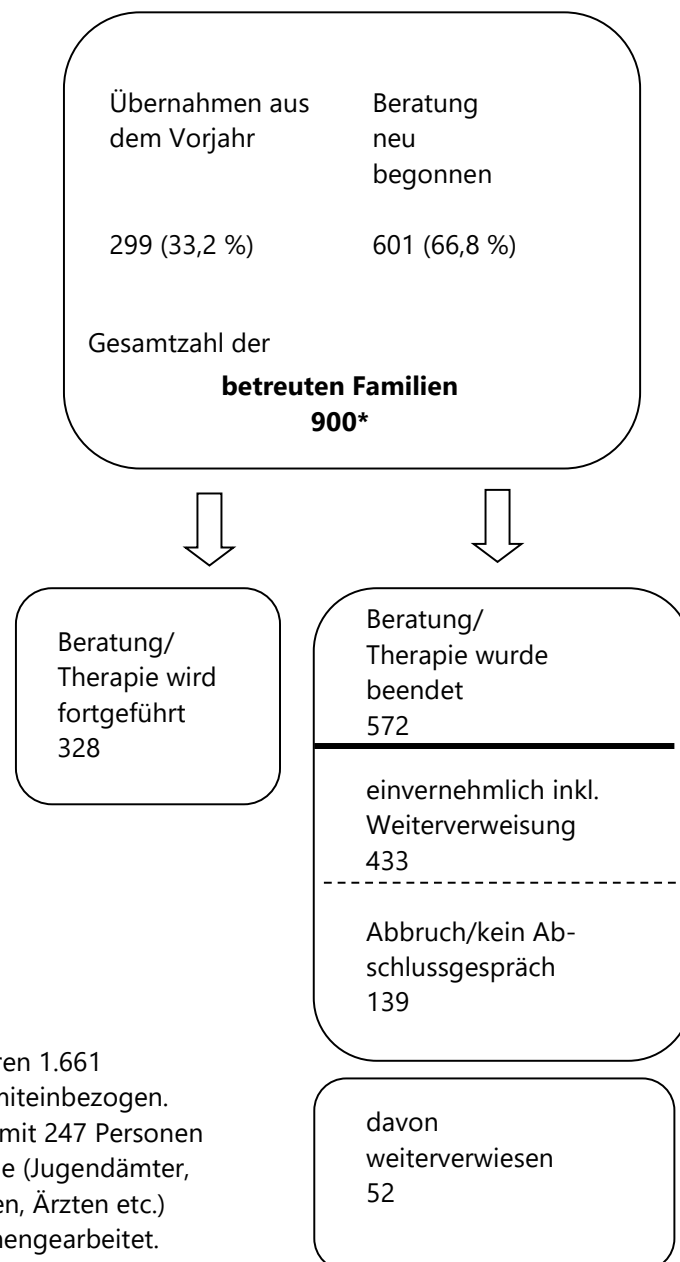 Übernahmen aus
dem Vorjahr
299 (33,2 %)
Beratung
neu
begonnen
601 (66,8 %)
Gesamtzahl der
betreuten Familien
900*
Beratung/
Therapie wird
fortgeführt
328
Beratung/
Therapie wurde
beendet
572
einvernehmlich inkl.
Weiterverweisung
433
Abbruch/kein Ab-
schlussgespräch
139
davon
weiterverwiesen
52
1.661
mit 247 Personen
(Jugendämter,
Ärzten etc.)